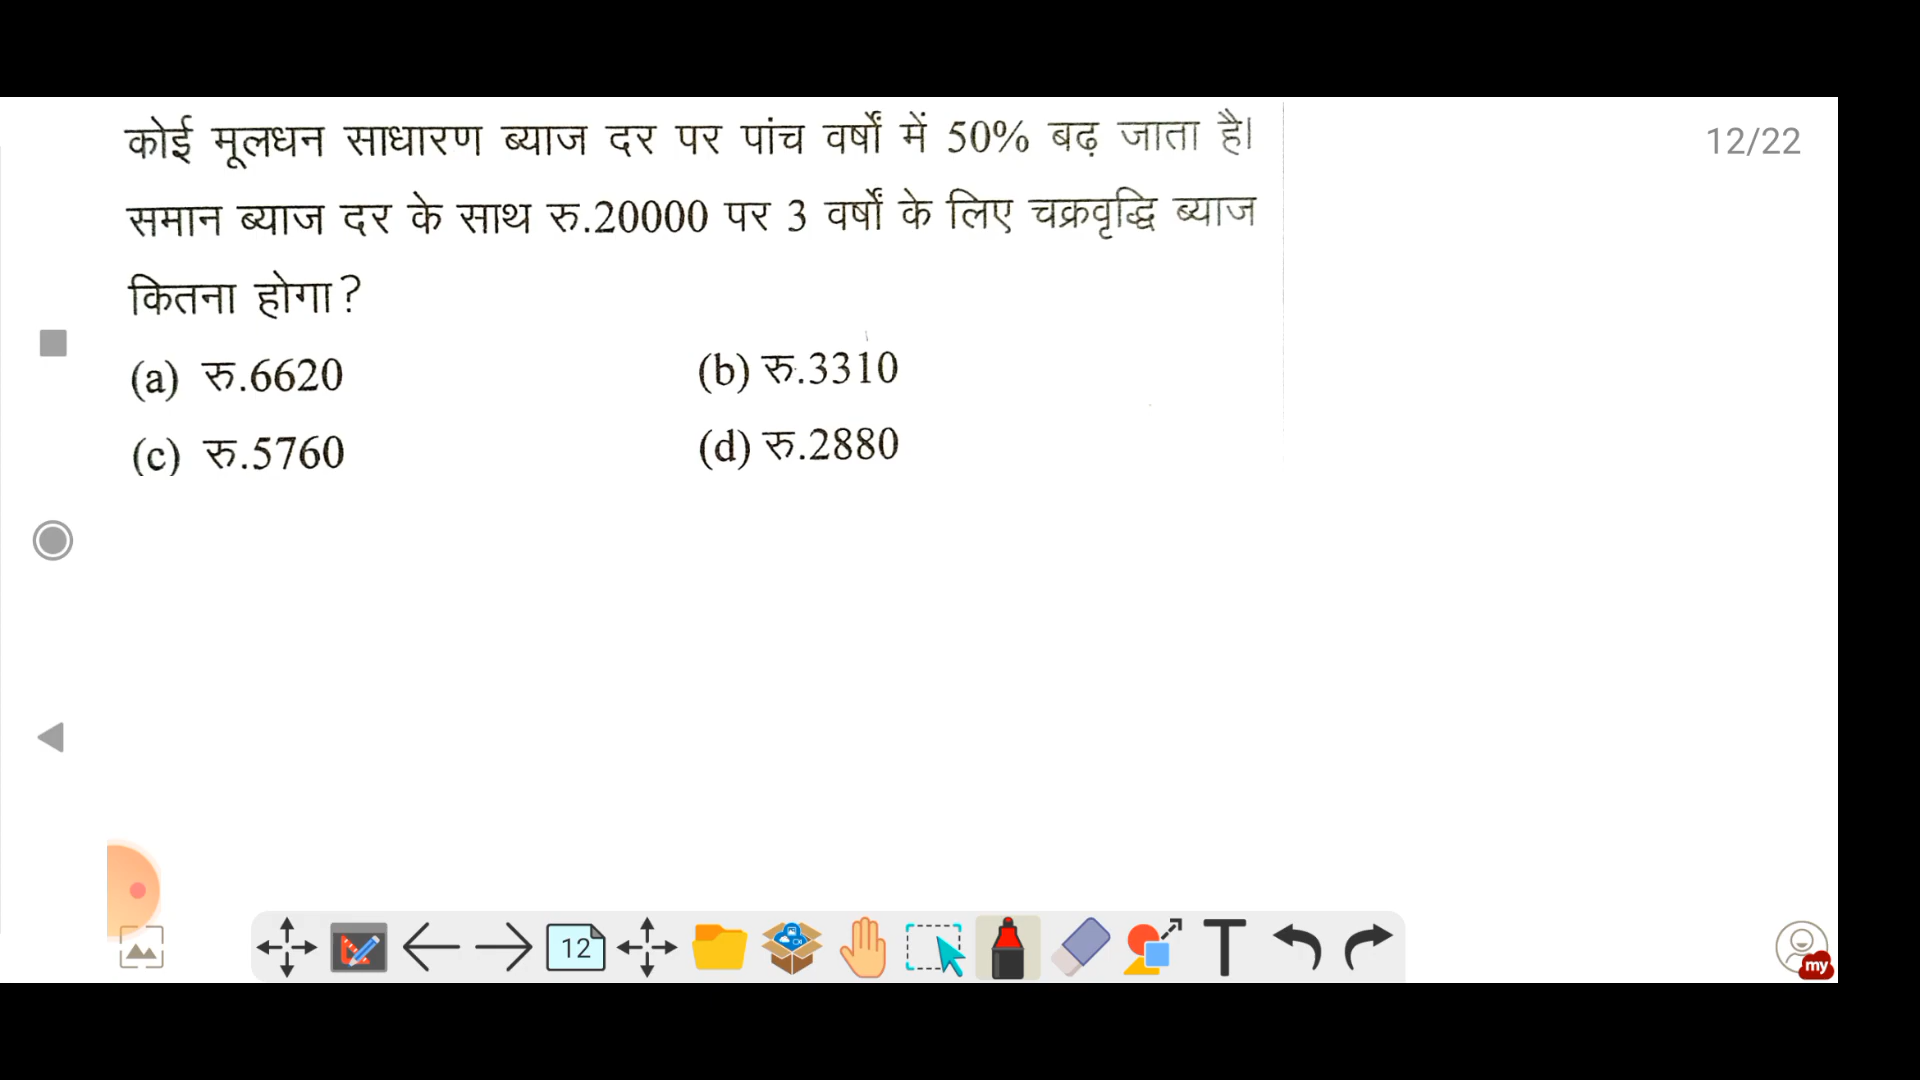 कोई मूलधन साधारण ब्याज दर पर पांच वर्षों में 50% बढ़ जाता है।
12/22
समान ब्याज दर के साथ रु.20000 पर 3 वर्षों के लिए चक्रवृद्धि ब्याज
कितना होगा?
(a) रु.6620 (b) रु.3310
(c) रु.5760 (d) रु.2880
12
T
my